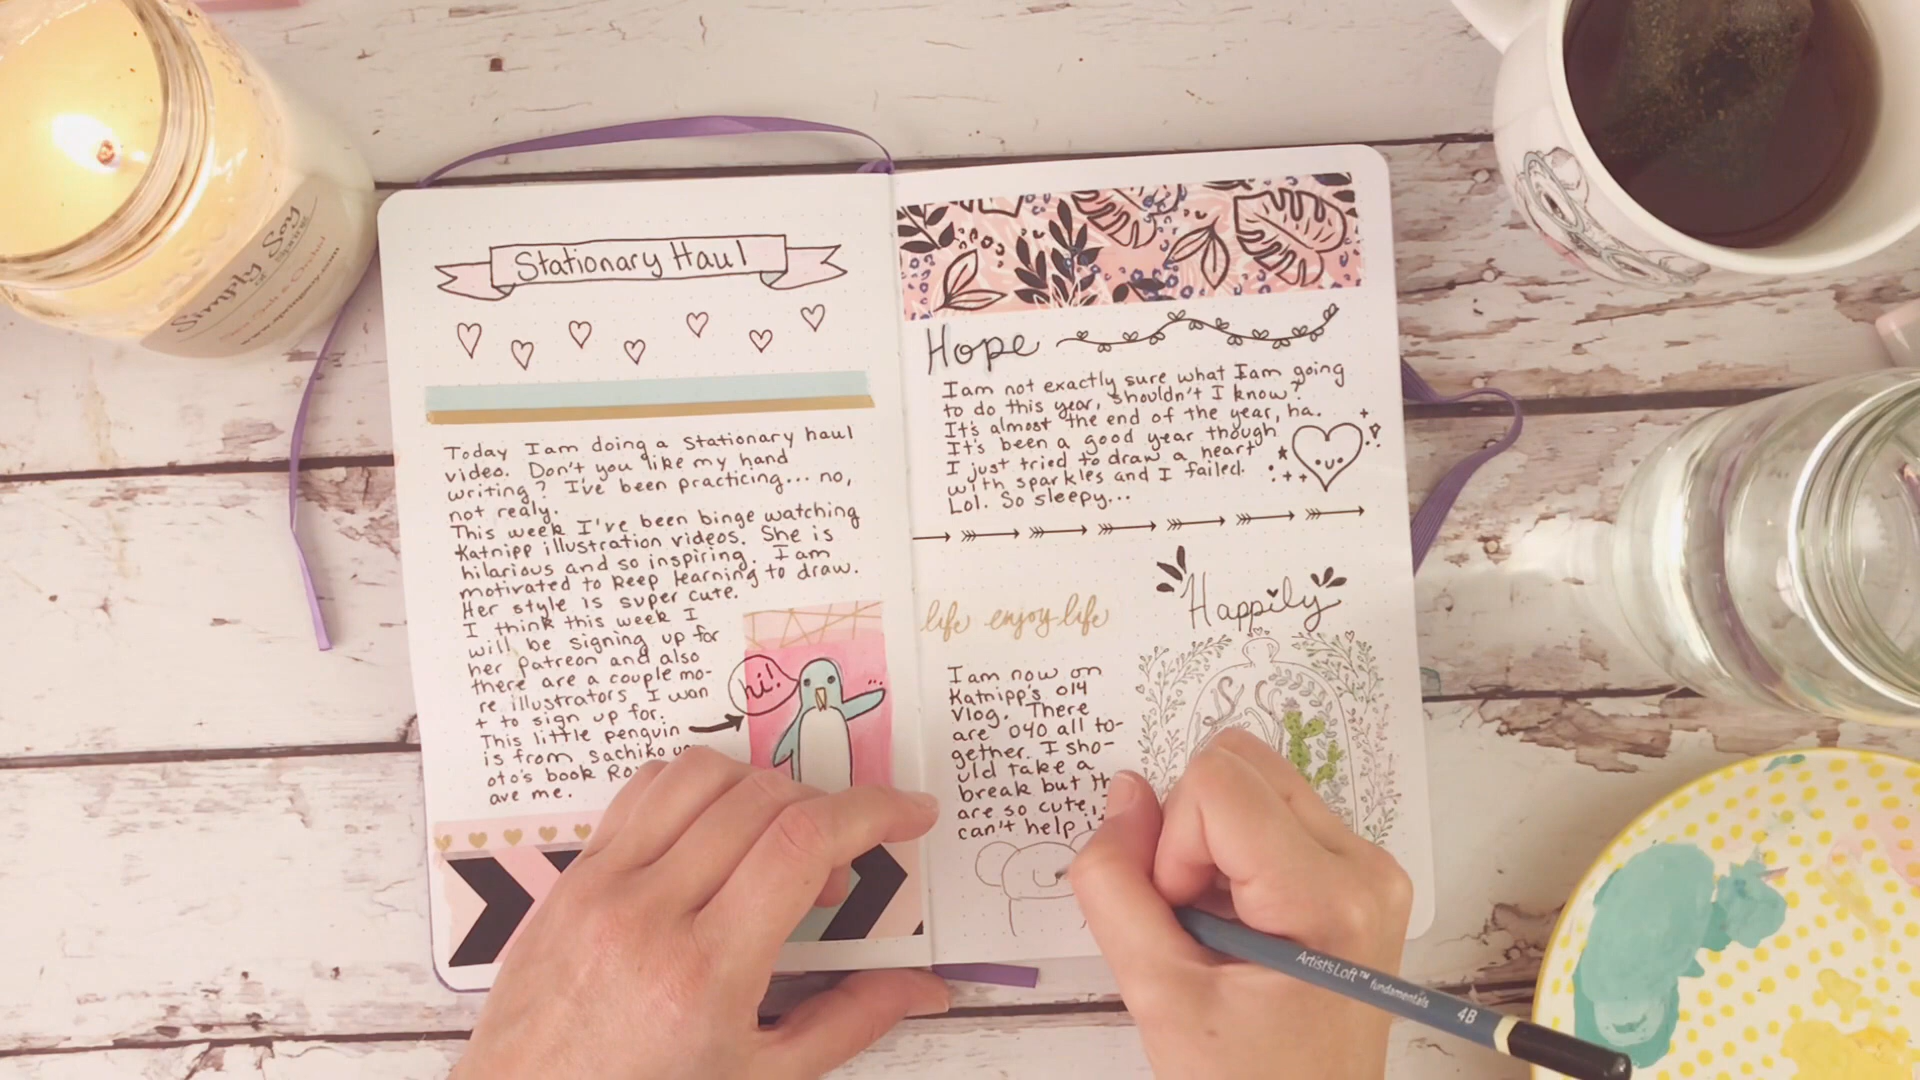 Stationary Haul
Today I am doing a stationary haul
video. Don't you like my hand
writing? I've been practicing... no,
not realy.
This week I've been binge watching
Katnipp illustration videos. She is
hilarious and so inspiring. I am
motivated to keep learning to draw.
Her style is super cute.
I think this week I
will be signing up for
her patreon and also
there are a couple mo-
re illustrators I wan
t to sign up for.
This little penguin
is from Sachiko
oto's book
ave me.
hi!
Hope
I am not exactly sure what I am going
to do this year, shouldn't I know?
It's almost the end of the year, ha.
It's been a good year though
I just tried to draw a heart
with sparkles and I failed.
Lol. So sleepy...
life enjoy life
Happily
I am now on
Katnipp's 014
Vlog. There
are 040 all to-
gether. I sho-
uld take a
break but
are so cute,
can't help
Simply Soy
Artist's Loft™ fundamentals 4B